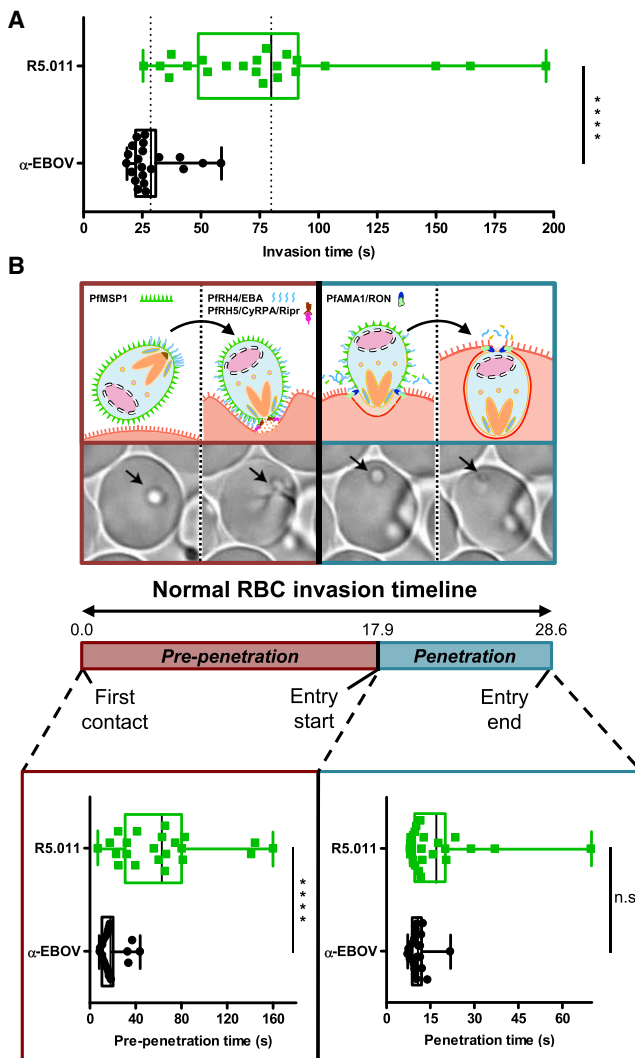 A
R5.011
α-EBOV
* * * *
0 25 50 75 100 125 150 175 200
Invasion time (s)
B
PfMSP1
PfRH4/EBA
PfRH5/CyRPA/Ripr
PfAMA1/RON
Normal RBC invasion timeline
0.0 17.9 28.6
Pre-penetration Penetration
First contact
Entry start
Entry end
R5.011
α-EBOV
* * * *
0 40 80 120 160
Pre-penetration time (s)
R5.011
α-EBOV
n.s
0 15 30 45 60
Penetration time (s)